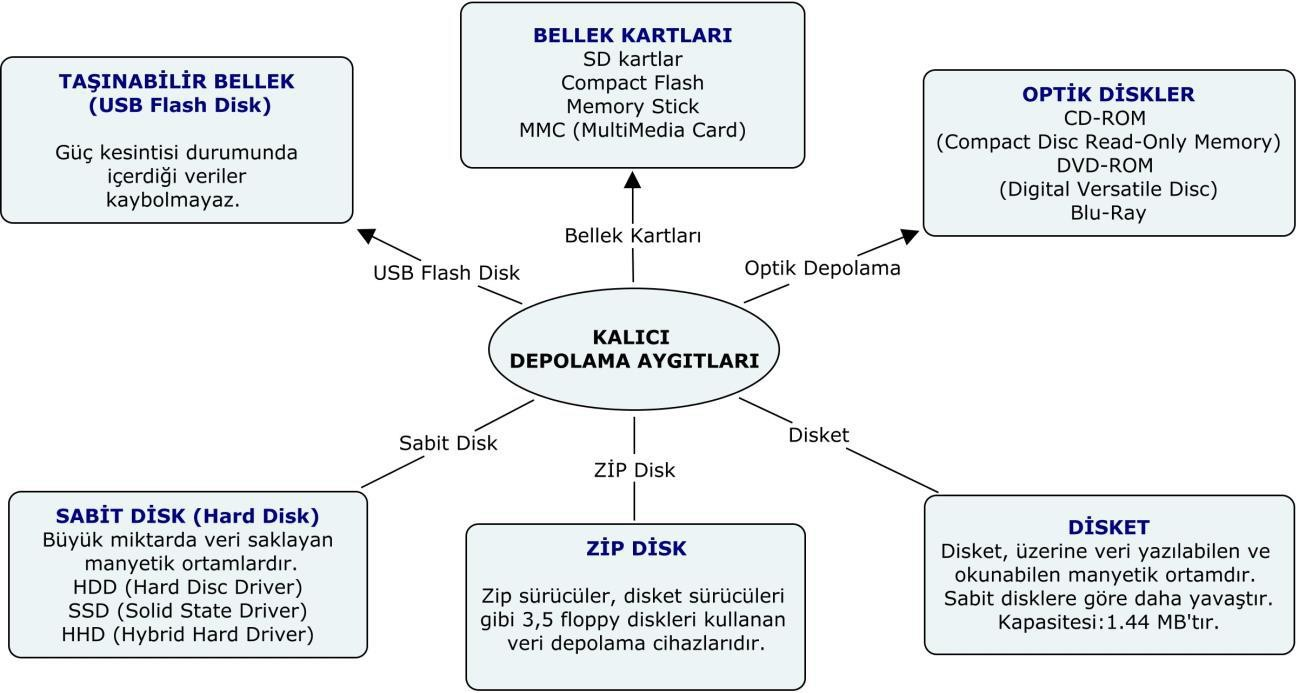 TAŞINABİLİR BELLEK
(USB Flash Disk)
Güç kesintisi durumunda
içerdiği veriler
kaybolmayaz.
BELLEK KARTLARI
SD kartlar
Compact Flash
Memory Stick
MMC (MultiMedia Card)
OPTİK DİSKLER
CD-ROM
(Compact Disc Read-Only Memory)
DVD-ROM
(Digital Versatile Disc)
Blu-Ray
USB Flash Disk
Bellek Kartları
Optik Depolama
KALICI
DEPOLAMA AYGITLARI
Sabit Disk
ZİP Disk
Disket
SABİT DİSK (Hard Disk)
Büyük miktarda veri saklayan
manyetik ortamlardır.
HDD (Hard Disc Driver)
SSD (Solid State Driver)
HHD (Hybrid Hard Driver)
ZİP DİSK
Zip sürücüler, disket sürücüleri
gibi 3,5 floppy diskleri kullanan
veri depolama cihazlarıdır.
DİSKET
Disket, üzerine veri yazılabilen ve
okunabilen manyetik ortamdır.
Sabit disklere göre daha yavaştır.
Kapasitesi:1.44 MB'tır.